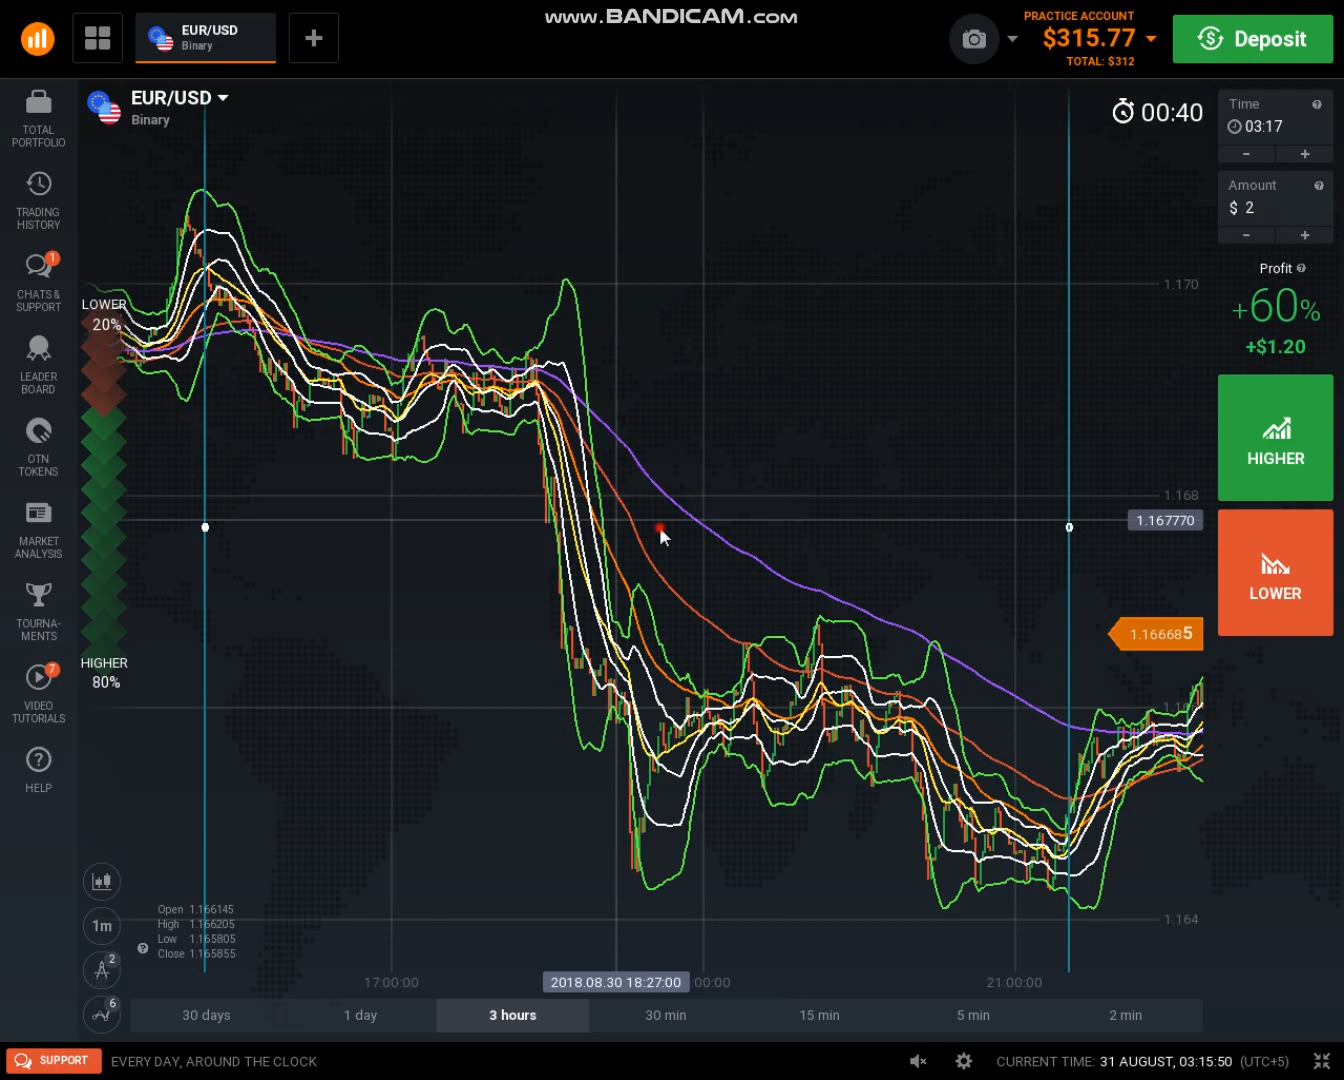 www.BANDICAM.com
EUR/USD
Binary
PRACTICE ACCOUNT
$315.77
TOTAL: $312
Deposit
EUR/USD
Binary
00:40
Time
03:17
- +
Amount
$ 2
- +
Profit
+60%
+$1.20
HIGHER
LOWER
TOTAL
PORTFOLIO
TRADING
HISTORY
1
CHATS &
SUPPORT
LEADER
BOARD
OTN
TOKENS
MARKET
ANALYSIS
TOURNA-
MENTS
7
VIDEO
TUTORIALS
HELP
LOWER
20%
HIGHER
80%
1.170
1.168
1.167770
1.166685
1.164
1m
2
6
Open 1.166145
High 1.166205
Low 1.165805
Close 1.165855
17:00:00
2018.08.30 18:27:00
:00:00
21:00:00
30 days
1 day
3 hours
30 min
15 min
5 min
2 min
SUPPORT
EVERY DAY, AROUND THE CLOCK
CURRENT TIME: 31 AUGUST, 03:15:50 (UTC+5)